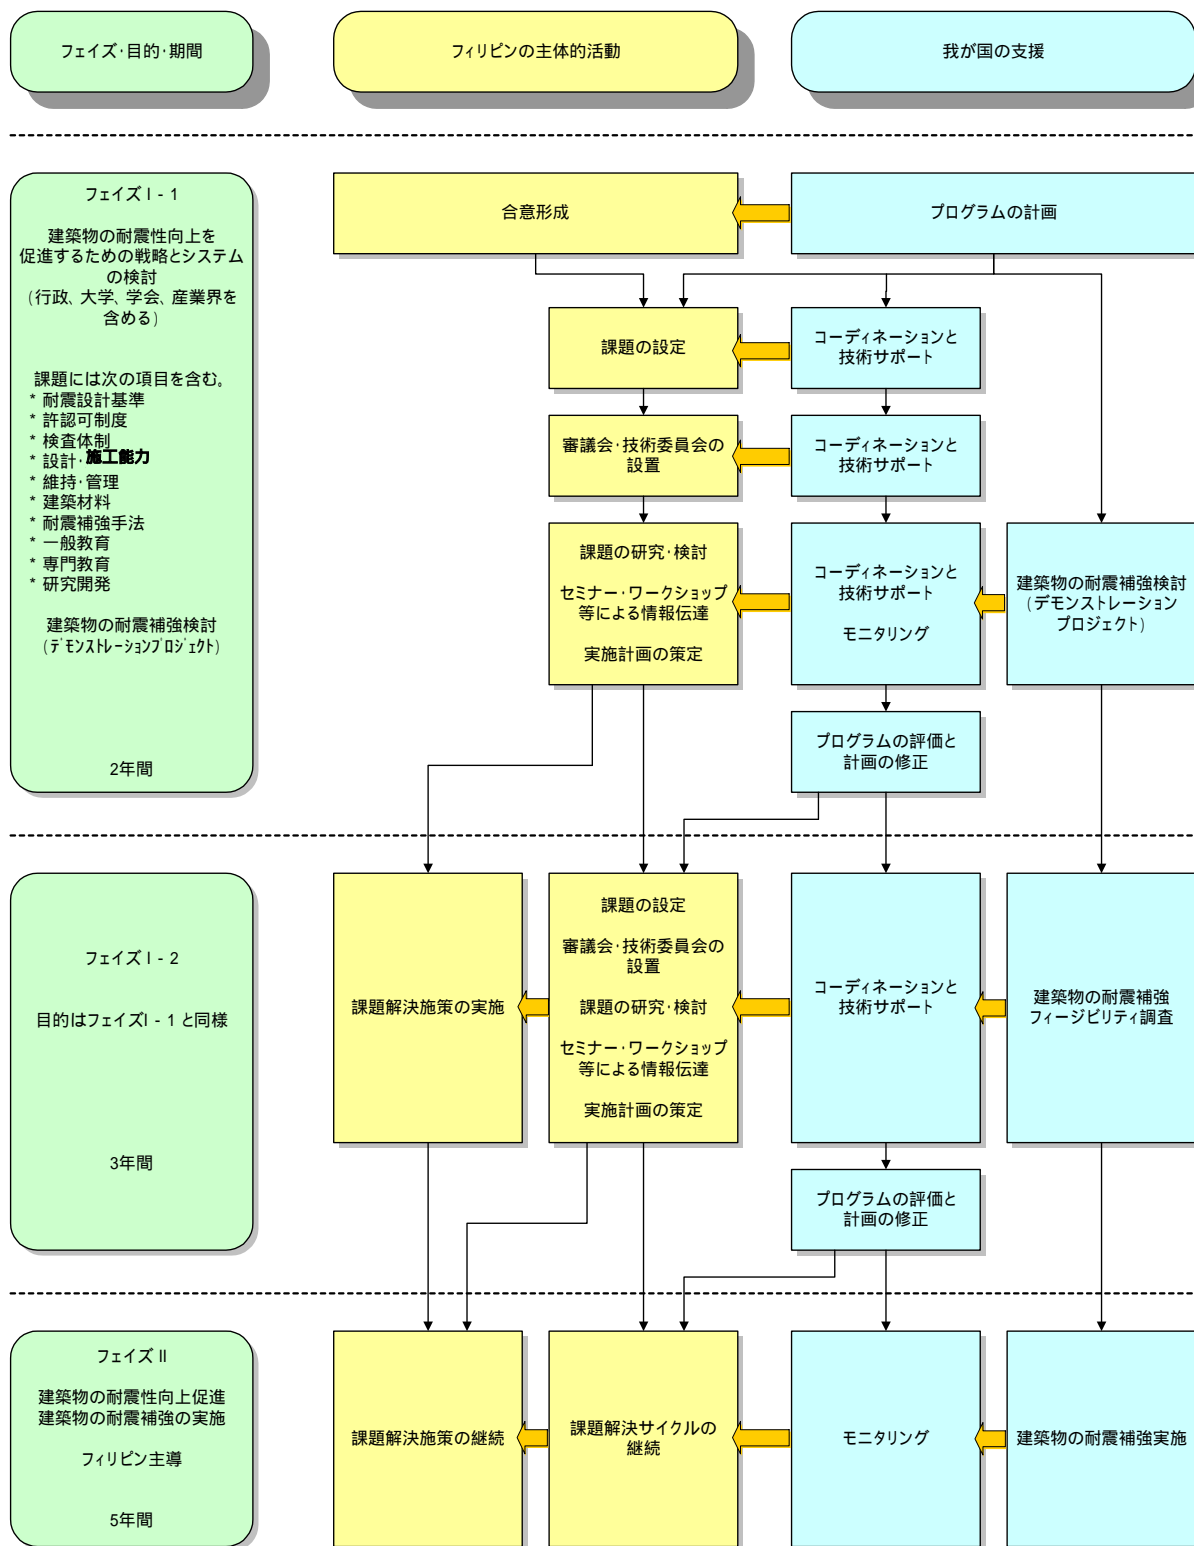 フェイズ・目的・期間
フィリピンの主体的活動
我が国の支援
フェイズ I - 1
建築物の耐震性向上を
促進するための戦略とシステム
の検討
(行政、大学、学会、産業界を
含める)
課題には次の項目を含む。
* 耐震設計基準
* 許認可制度
* 検査体制
* 設計・施工能力
* 維持・管理
* 建築材料
* 耐震補強手法
* 一般教育
* 専門教育
* 研究開発
建築物の耐震補強検討
(デモンストレーションプロジェクト)
2年間
合意形成
プログラムの計画
課題の設定
コーディネーションと
技術サポート
審議会・技術委員会の
設置
コーディネーションと
技術サポート
課題の研究・検討
セミナー・ワークショップ
等による情報伝達
実施計画の策定
コーディネーションと
技術サポート
モニタリング
建築物の耐震補強検討
(デモンストレーション
プロジェクト)
プログラムの評価と
計画の修正
フェイズ I - 2
目的はフェイズI - 1 と同様
3年間
課題解決施策の実施
課題の設定
審議会・技術委員会の
設置
課題の研究・検討
セミナー・ワークショップ
等による情報伝達
実施計画の策定
コーディネーションと
技術サポート
建築物の耐震補強
フィージビリティ調査
プログラムの評価と
計画の修正
フェイズ II
建築物の耐震性向上促進
建築物の耐震補強の実施
フィリピン主導
5年間
課題解決施策の継続
課題解決サイクルの
継続
モニタリング
建築物の耐震補強実施